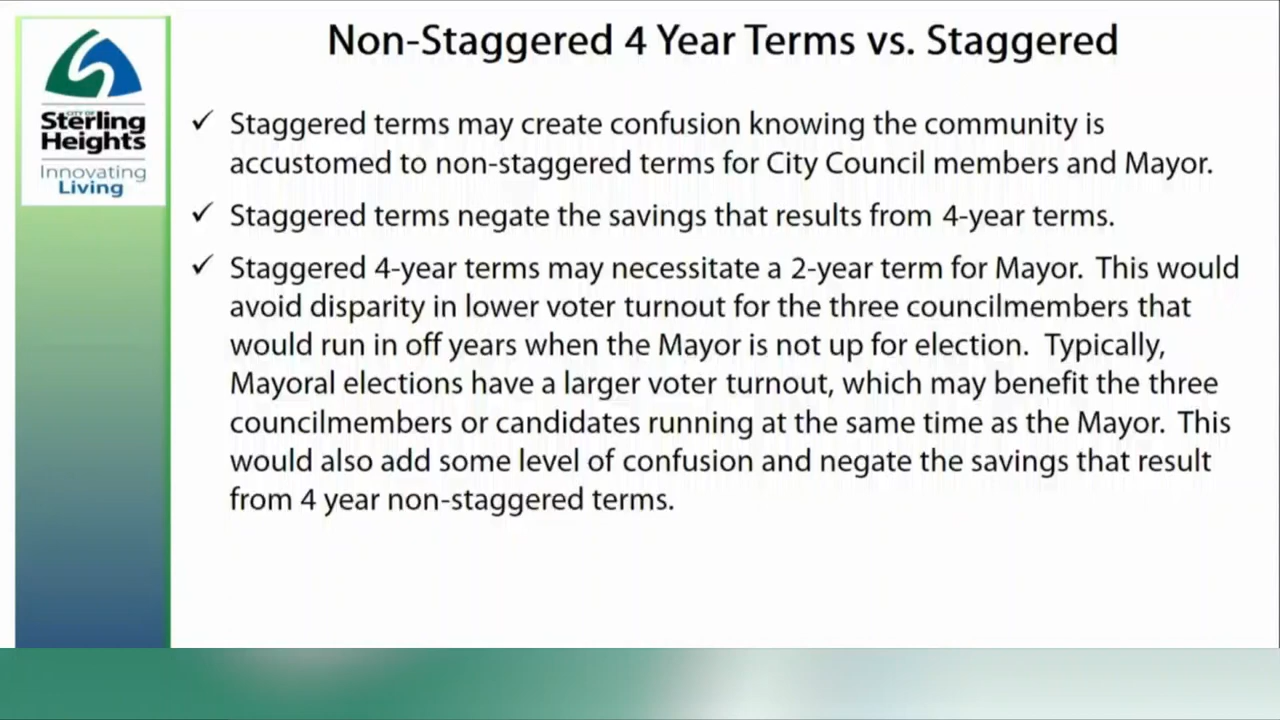 Non-Staggered 4 Year Terms vs. Staggered
CITY OF
Sterling
Heights
Innovating
Living
✓ Staggered terms may create confusion knowing the community is
accustomed to non-staggered terms for City Council members and Mayor.
✓ Staggered terms negate the savings that results from 4-year terms.
✓ Staggered 4-year terms may necessitate a 2-year term for Mayor. This would
avoid disparity in lower voter turnout for the three councilmembers that
would run in off years when the Mayor is not up for election. Typically,
Mayoral elections have a larger voter turnout, which may benefit the three
councilmembers or candidates running at the same time as the Mayor. This
would also add some level of confusion and negate the savings that result
from 4 year non-staggered terms.